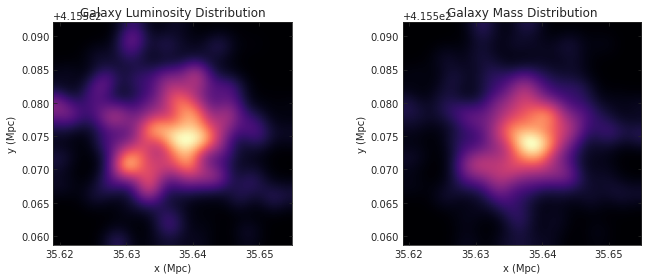 Galaxy Luminosity Distribution
+4.155e2
0.090
0.085
0.080
0.075
0.070
0.065
0.060
y (Mpc)
35.62 35.63 35.64 35.65
x (Mpc)
Galaxy Mass Distribution
+4.155e2
0.090
0.085
0.080
0.075
0.070
0.065
0.060
y (Mpc)
35.62 35.63 35.64 35.65
x (Mpc)